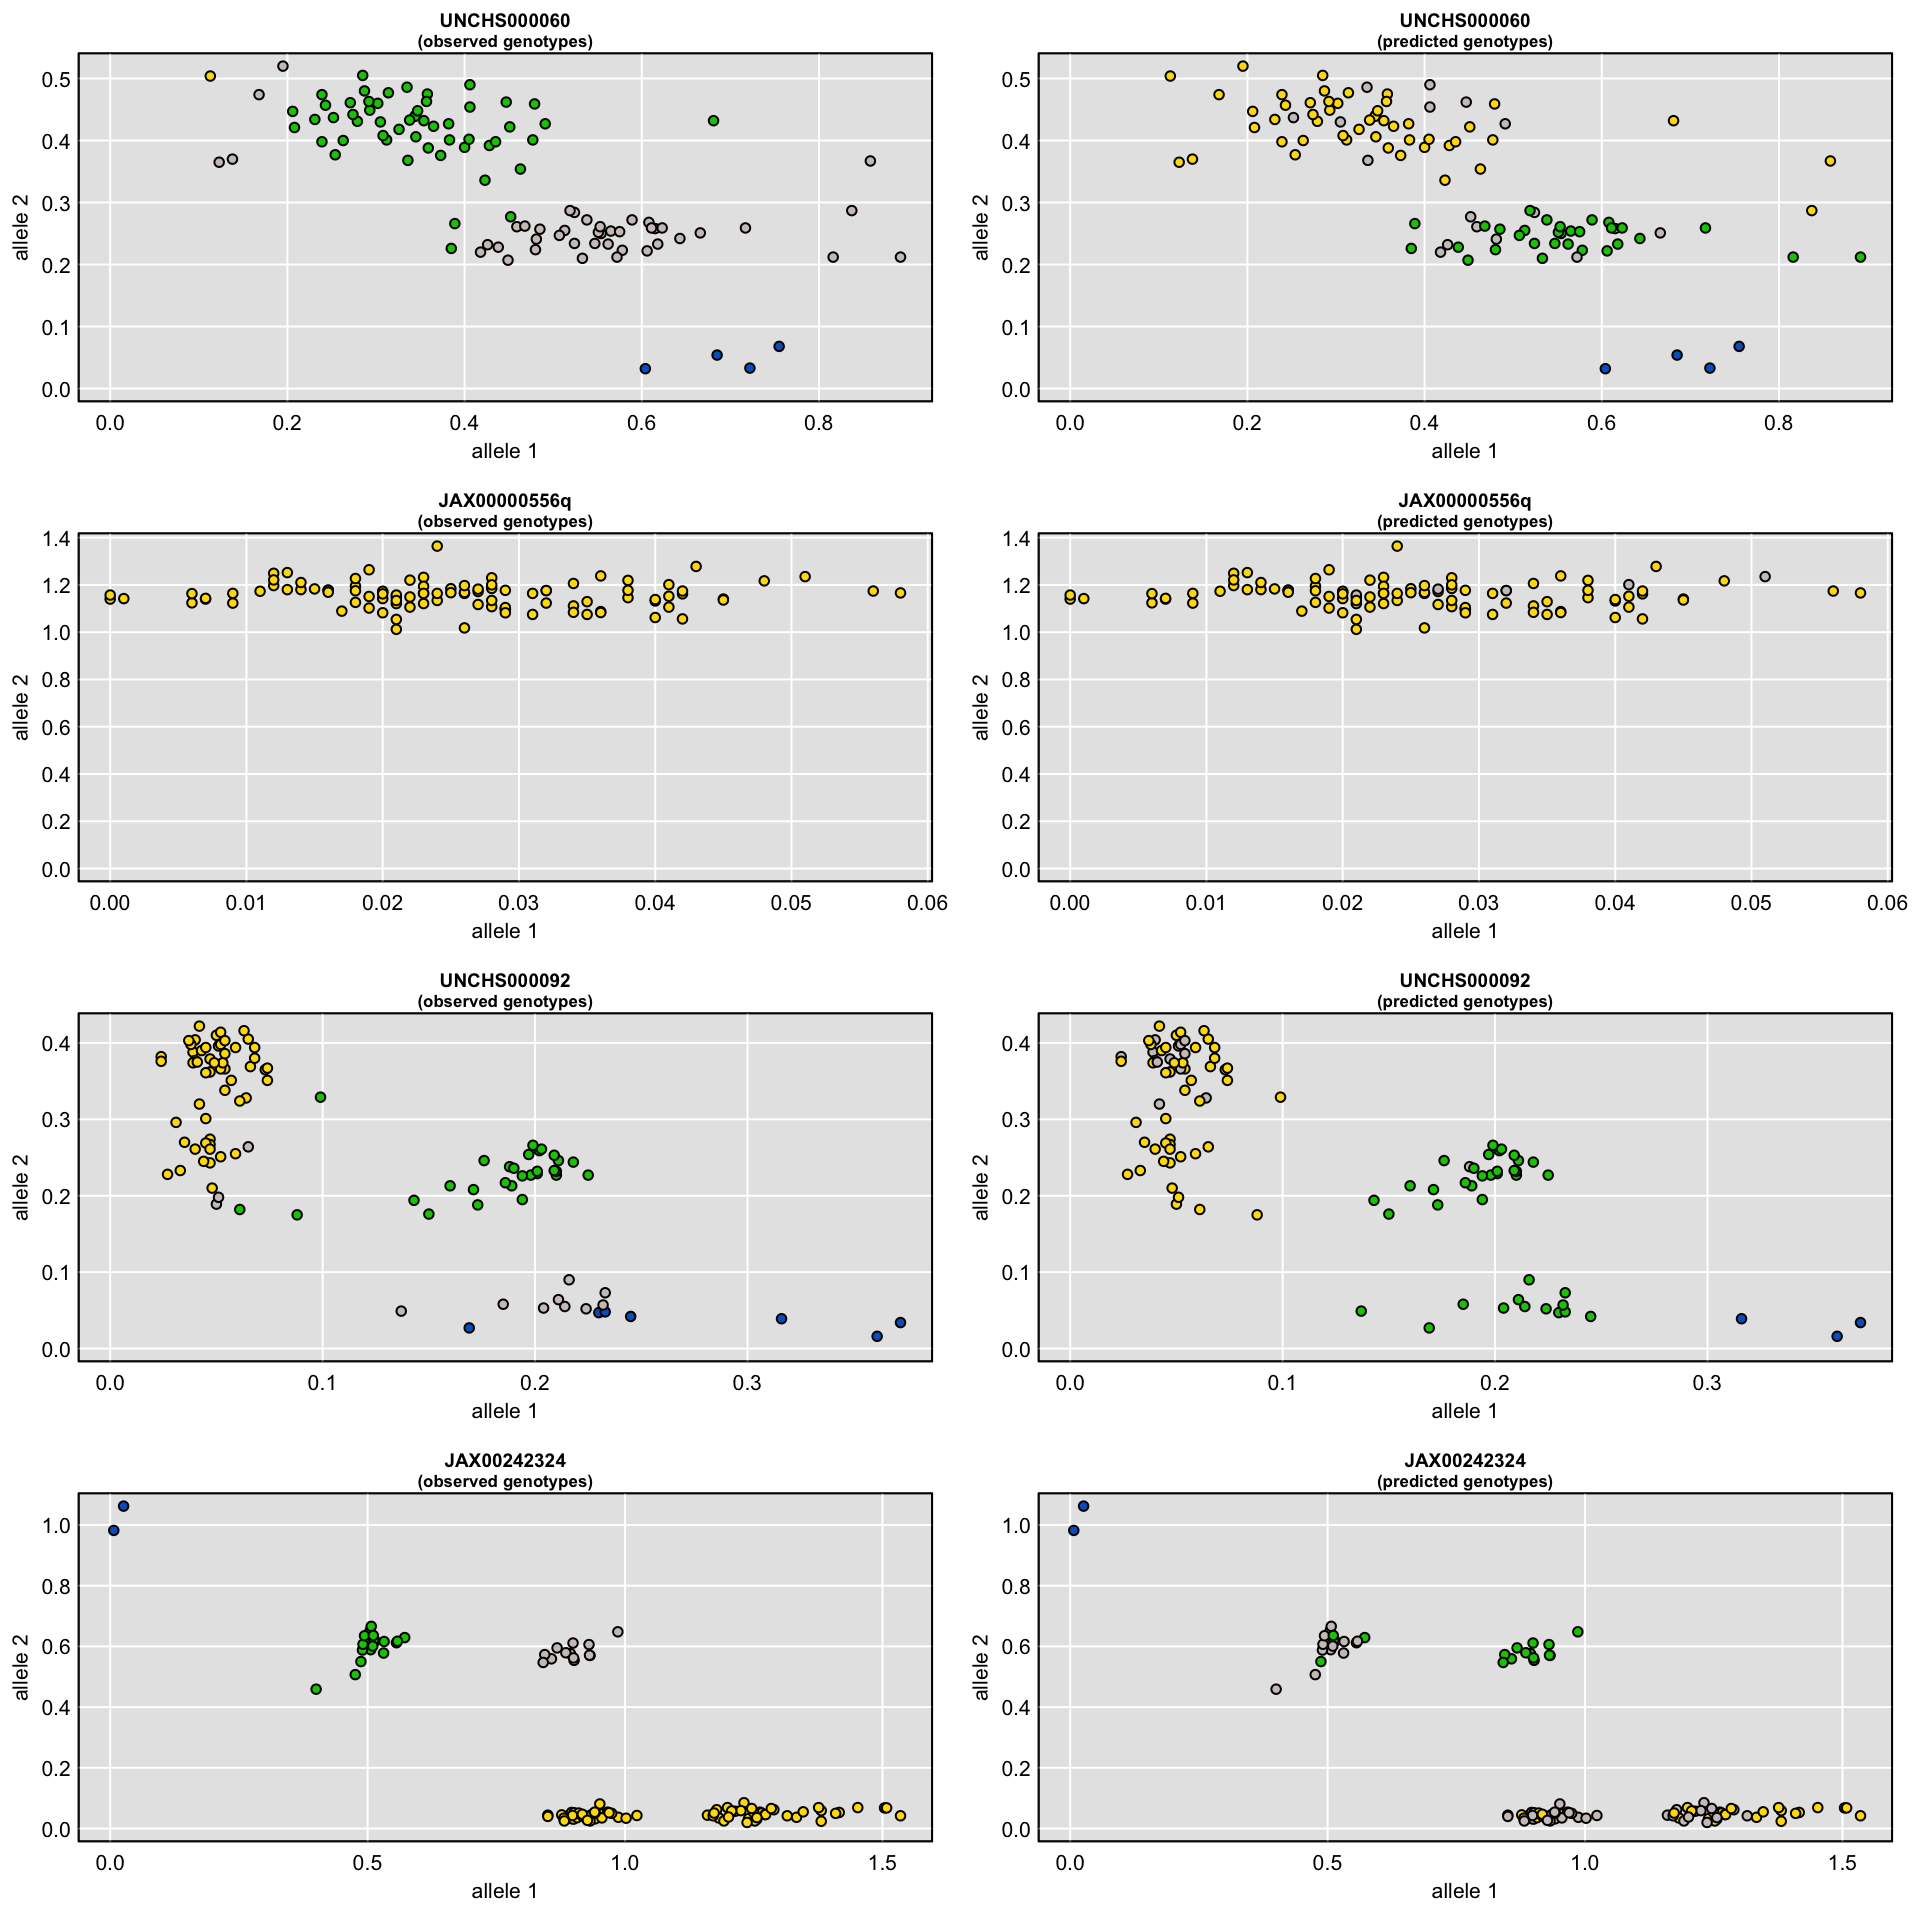 UNCHS000060
(observed genotypes)
0.5
0.4
0.3
0.2
0.1
0.0
allele 2
0.0 0.2 0.4 0.6 0.8
allele 1
UNCHS000060
(predicted genotypes)
0.5
0.4
0.3
0.2
0.1
0.0
allele 2
0.0 0.2 0.4 0.6 0.8
allele 1
JAX00000556q
(observed genotypes)
1.4
1.2
1.0
0.8
0.6
0.4
0.2
0.0
allele 2
0.00 0.01 0.02 0.03 0.04 0.05 0.06
allele 1
JAX00000556q
(predicted genotypes)
1.4
1.2
1.0
0.8
0.6
0.4
0.2
0.0
allele 2
0.00 0.01 0.02 0.03 0.04 0.05 0.06
allele 1
UNCHS000092
(observed genotypes)
0.4
0.3
0.2
0.1
0.0
allele 2
0.0 0.1 0.2 0.3
allele 1
UNCHS000092
(predicted genotypes)
0.4
0.3
0.2
0.1
0.0
allele 2
0.0 0.1 0.2 0.3
allele 1
JAX00242324
(observed genotypes)
1.0
0.8
0.6
0.4
0.2
0.0
allele 2
0.0 0.5 1.0 1.5
allele 1
JAX00242324
(predicted genotypes)
1.0
0.8
0.6
0.4
0.2
0.0
allele 2
0.0 0.5 1.0 1.5
allele 1